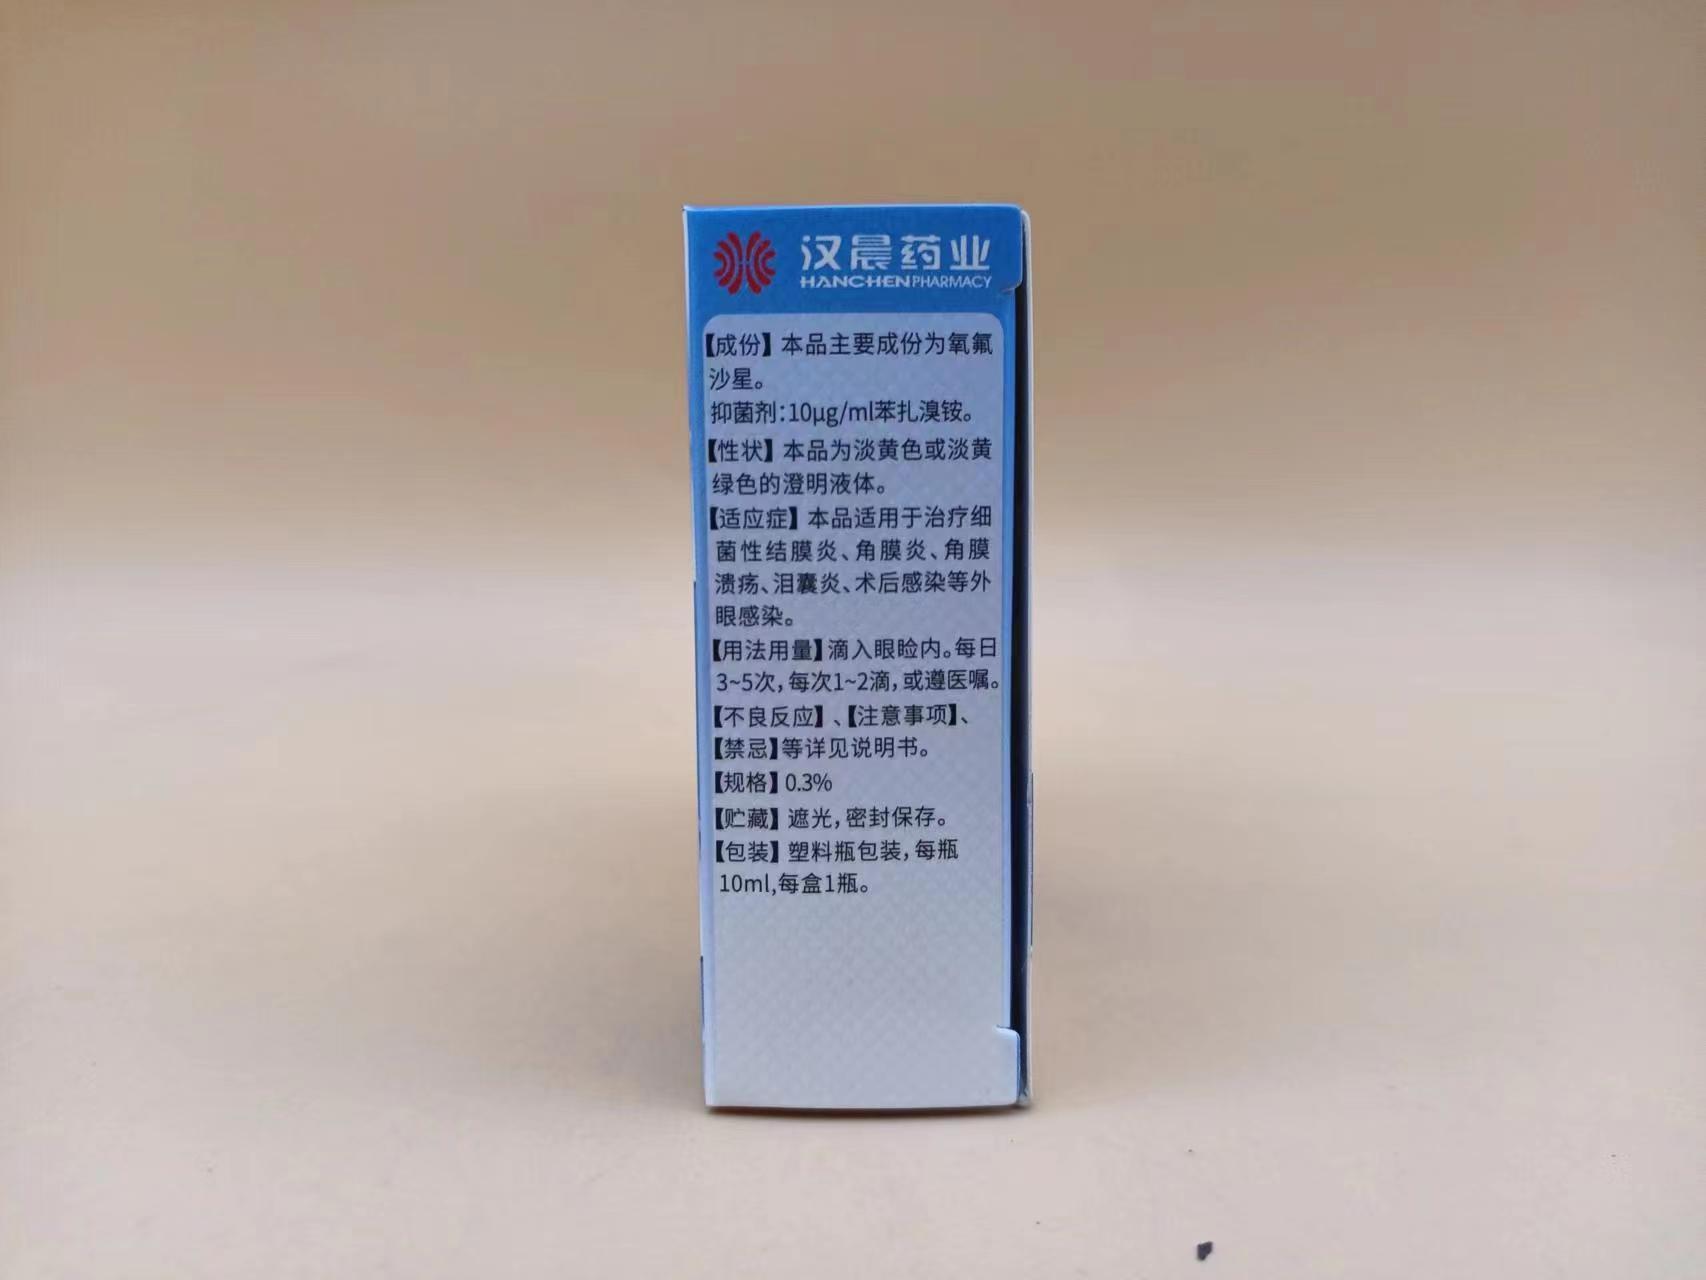 汉晨药业
HANCHEN PHARMACY
【成份】本品主要成份为氧氟
沙星。
抑菌剂:10μg/ml苯扎溴铵。
【性状】本品为淡黄色或淡黄
绿色的澄明液体。
【适应症】本品适用于治疗细
菌性结膜炎、角膜炎、角膜
溃疡、泪囊炎、术后感染等外
眼感染。
【用法用量】滴入眼睑内。每日
3~5次,每次1~2滴,或遵医嘱。
【不良反应】、【注意事项】、
【禁忌】等详见说明书。
【规格】0.3%
【贮藏】遮光,密封保存。
【包装】塑料瓶包装,每瓶
10ml,每盒1瓶。